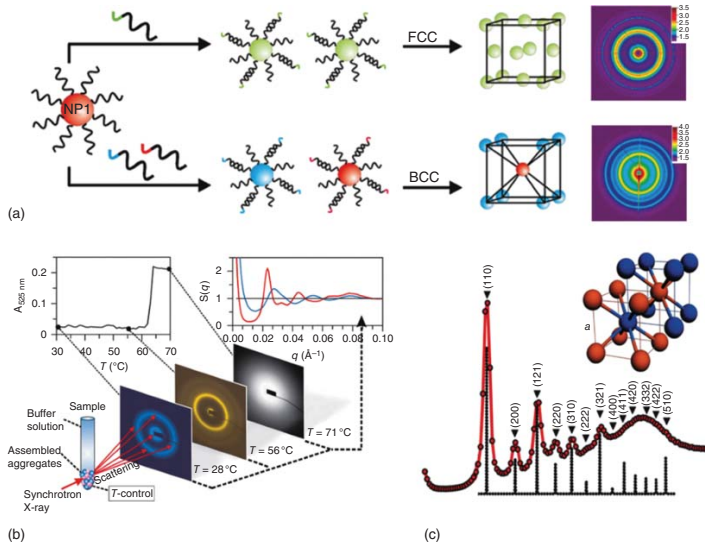 NP1
FCC
BCC
3.5
3.0
2.5
2.0
1.5
4.0
3.5
3.0
2.5
2.0
1.5
(a)
A525 nm
0.2
0.1
0
30 40 50 60 70
T (°C)
S(q)
2
1
0
0.00 0.02 0.04 0.06 0.08 0.10
q (Å⁻¹)
Sample
Buffer
solution
Assembled
aggregates
Scattering
Synchrotron
X-ray
T-control
T = 28 °C
T = 56 °C
T = 71 °C
(b)
a
(110)
(200)
(121)
(220)
(310)
(222)
(321)
(400)
(411)
(420)
(332)
(422)
(510)
(c)